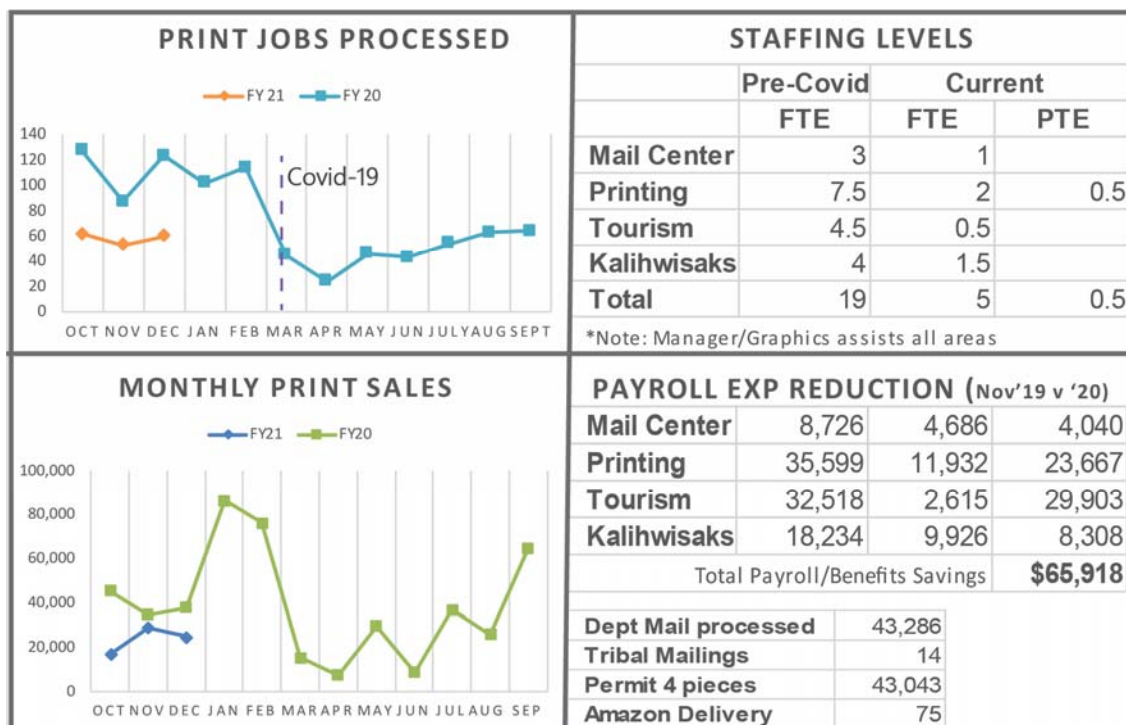 PRINT JOBS PROCESSED
FY 21 FY 20
140
120
100
80
60
40
20
0
Covid-19
OCT NOV DEC JAN FEB MAR APR MAY JUN JULY AUG SEPT
STAFFING LEVELS
Pre-Covid Current
FTE FTE PTE
Mail Center 3 1
Printing 7.5 2 0.5
Tourism 4.5 0.5
Kalihwisaks 4 1.5
Total 19 5 0.5
*Note: Manager/Graphics assists all areas
MONTHLY PRINT SALES
FY21 FY20
100,000
80,000
60,000
40,000
20,000
0
OCT NOV DEC JAN FEB MAR APR MAY JUN JUL AUG SEP
PAYROLL EXP REDUCTION (Nov'19 v '20)
Mail Center 8,726 4,686 4,040
Printing 35,599 11,932 23,667
Tourism 32,518 2,615 29,903
Kalihwisaks 18,234 9,926 8,308
Total Payroll/Benefits Savings $65,918
Dept Mail processed 43,286
Tribal Mailings 14
Permit 4 pieces 43,043
Amazon Delivery 75